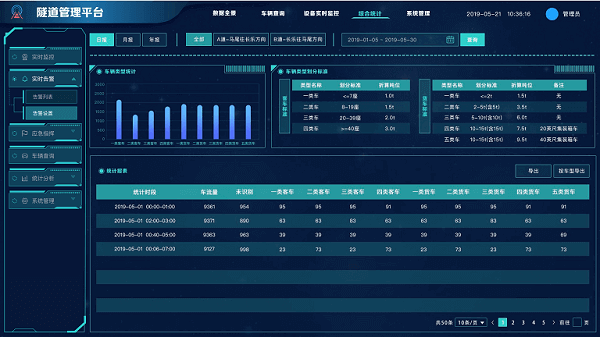 隧道管理平台
数据全景 车辆查询 设备实时监控 综合统计 系统管理
2019-05-21 10:36:16 管理员
日报 月报 年报 全部 A道-马尾往长乐方向 B道-长乐往马尾方向 2019-01-05 ~ 2019-05-30 查询
实时监控
实时告警
告警列表
告警设置
应急指挥
车辆查询
统计分析
系统管理
车辆类型统计
一类客车 二类客车 三类客车 四类客车 一类货车 二类货车 三类货车 四类货车 五类货车
车辆类型划分标准
类型名称 划分标准 折算吨位
一类车 <=7座 1.0t
二类车 8-19座 1.5t
三类车 20-39座 2.0t
四类车 >=40座 3.0t
类型名称 划分标准 折算吨位 备注
一类车 <=2t 1.5t 无
二类车 2-5t(含5t) 3.5t 无
三类车 5-10t(含10t) 6.0t 无
四类车 10-15t(含15t) 7.5t 20英尺集装箱车
五类车 10-15t(含15t) 9.5t 40英尺集装箱车
统计报表
导出 按车型导出
统计时段 车流量 未识别 一类客车 二类客车 三类客车 四类客车 一类货车 二类货车 三类货车 四类货车 五类货车
2019-05-01 00:00-01:00 9361 954 95 95 95 91 95 95 95 91 91
2019-05-01 02:00-03:00 9371 890 63 63 63 63 63 63 63 63 63
2019-05-01 00:40-05:00 9363 963 39 39 39 39 39 39 39 39 69
2019-05-01 00:06-07:00 9127 998 23 73 23 73 23 73 23 73 73
共50条 10条/页 < 1 2 3 4 5 > 前往 页